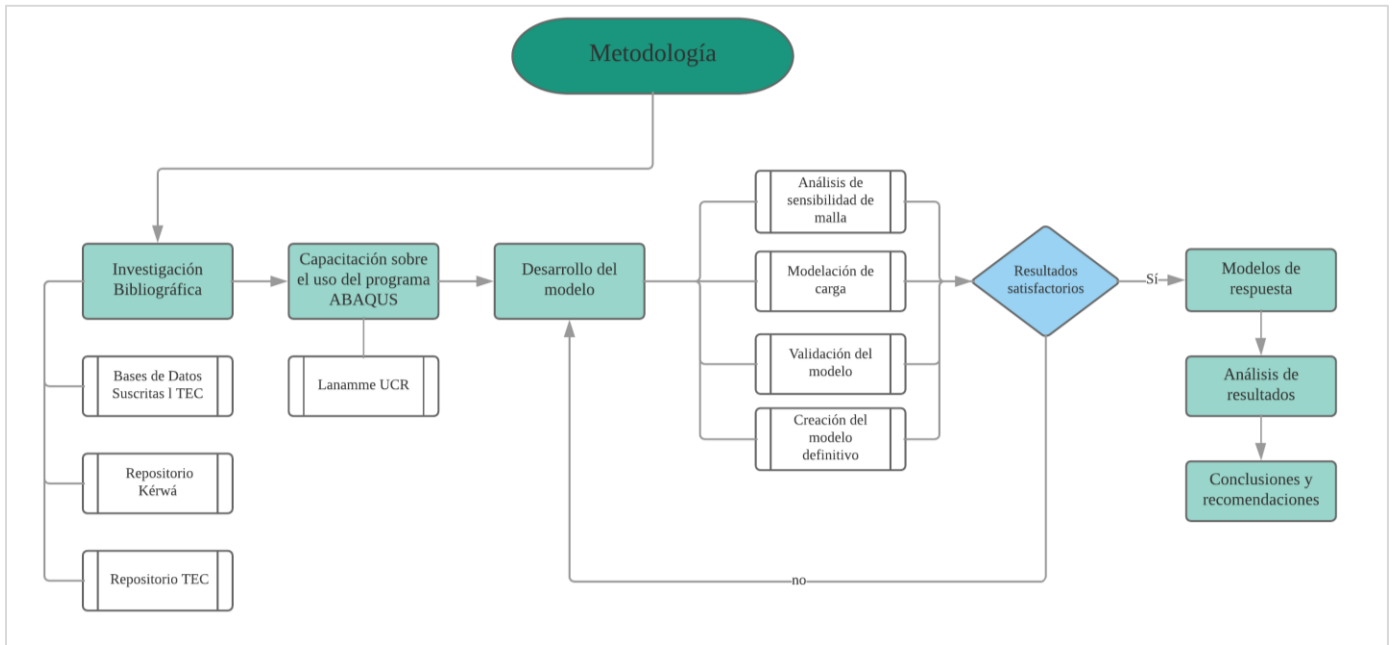 Metodología
Investigación
Bibliográfica
Bases de Datos
Suscritas l TEC
Repositorio
Kérwá
Repositorio TEC
Capacitación sobre
el uso del programa
ABAQUS
Lanamme UCR
Desarrollo del
modelo
Análisis de
sensibilidad de
malla
Modelación de
carga
Validación del
modelo
Creación del
modelo
definitivo
Resultados
satisfactorios
Sí
no
Modelos de
respuesta
Análisis de
resultados
Conclusiones y
recomendaciones